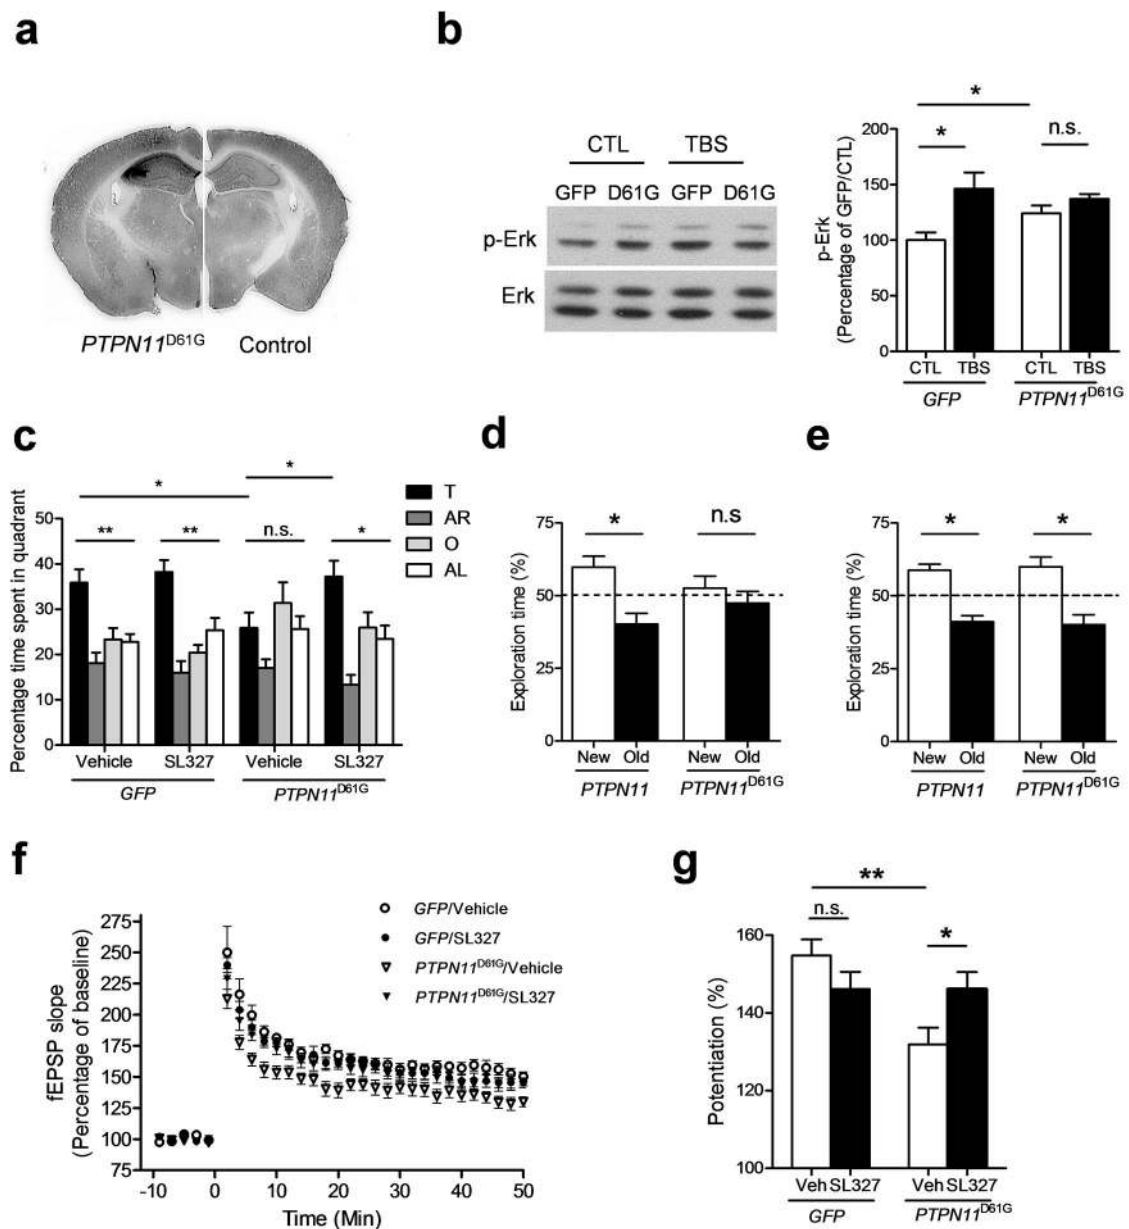 a
PTPN11D61G Control
b
CTL TBS
GFP D61G GFP D61G
p-Erk
Erk
p-Erk
(Percentage of GFP/CTL)
200
150
100
50
0
*
*
n.s.
CTL TBS CTL TBS
GFP PTPN11D61G
c
Percentage time spent in quadrant
50
40
30
20
10
0
*
*
** ** n.s. *
T
AR
O
AL
Vehicle SL327 Vehicle SL327
GFP PTPN11D61G
d
Exploration time (%)
75
50
25
0
* n.s
New Old New Old
PTPN11 PTPN11D61G
e
Exploration time (%)
75
50
25
0
* *
New Old New Old
PTPN11 PTPN11D61G
f
fEPSP slope
(Percentage of baseline)
275
250
225
200
175
150
125
100
75
GFP/Vehicle
GFP/SL327
PTPN11D61G/Vehicle
PTPN11D61G/SL327
-10 0 10 20 30 40 50
Time (Min)
g
Potentiation (%)
160
140
120
100
**
n.s.
*
Veh SL327 Veh SL327
GFP PTPN11D61G